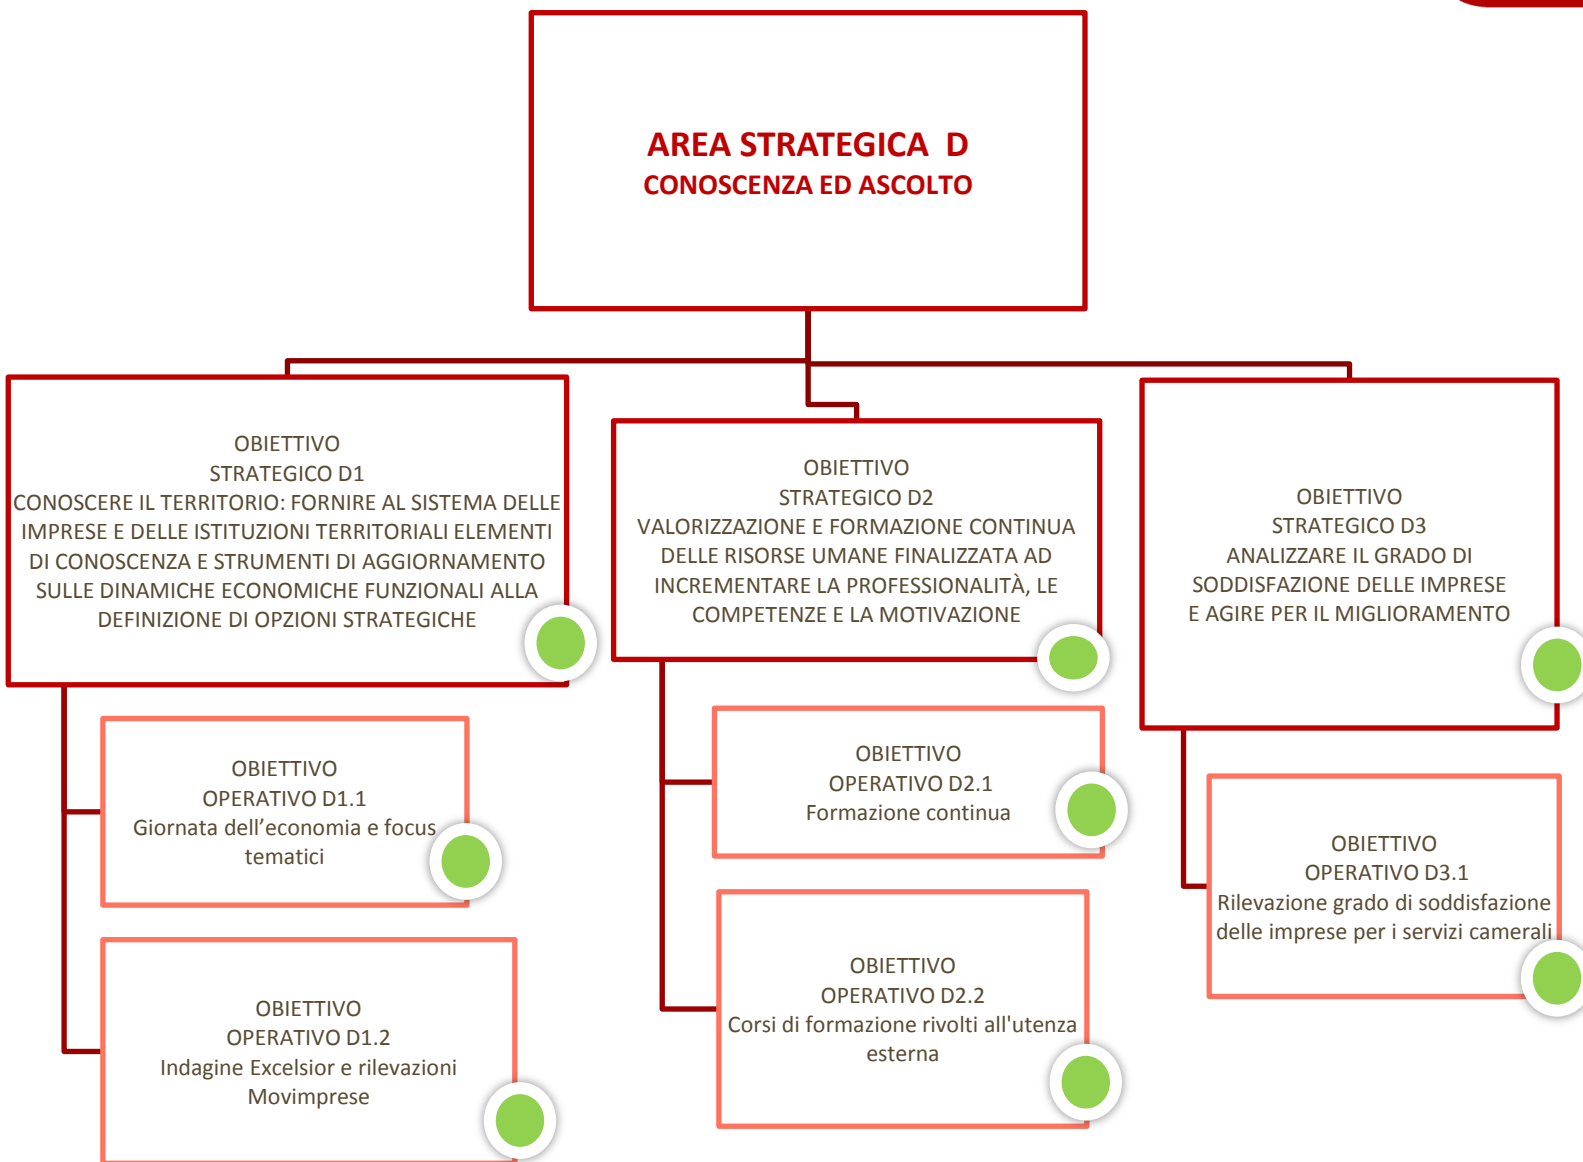 AREA STRATEGICA  D
CONOSCENZA ED ASCOLTO
OBIETTIVO
STRATEGICO D1
CONOSCERE IL TERRITORIO: FORNIRE AL SISTEMA DELLE
IMPRESE E DELLE ISTITUZIONI TERRITORIALI ELEMENTI
DI CONOSCENZA E STRUMENTI DI AGGIORNAMENTO
SULLE DINAMICHE ECONOMICHE FUNZIONALI ALLA
DEFINIZIONE DI OPZIONI STRATEGICHE
OBIETTIVO
OPERATIVO D1.1
Giornata dell’economia e focus
tematici
OBIETTIVO
OPERATIVO D1.2
Indagine Excelsior e rilevazioni
Movimprese
OBIETTIVO
STRATEGICO D2
VALORIZZAZIONE E FORMAZIONE CONTINUA
DELLE RISORSE UMANE FINALIZZATA AD
INCREMENTARE LA PROFESSIONALITÀ, LE
COMPETENZE E LA MOTIVAZIONE
OBIETTIVO
OPERATIVO D2.1
Formazione continua
OBIETTIVO
OPERATIVO D2.2
Corsi di formazione rivolti all'utenza
esterna
OBIETTIVO
STRATEGICO D3
ANALIZZARE IL GRADO DI
SODDISFAZIONE DELLE IMPRESE
E AGIRE PER IL MIGLIORAMENTO
OBIETTIVO
OPERATIVO D3.1
Rilevazione grado di soddisfazione
delle imprese per i servizi camerali